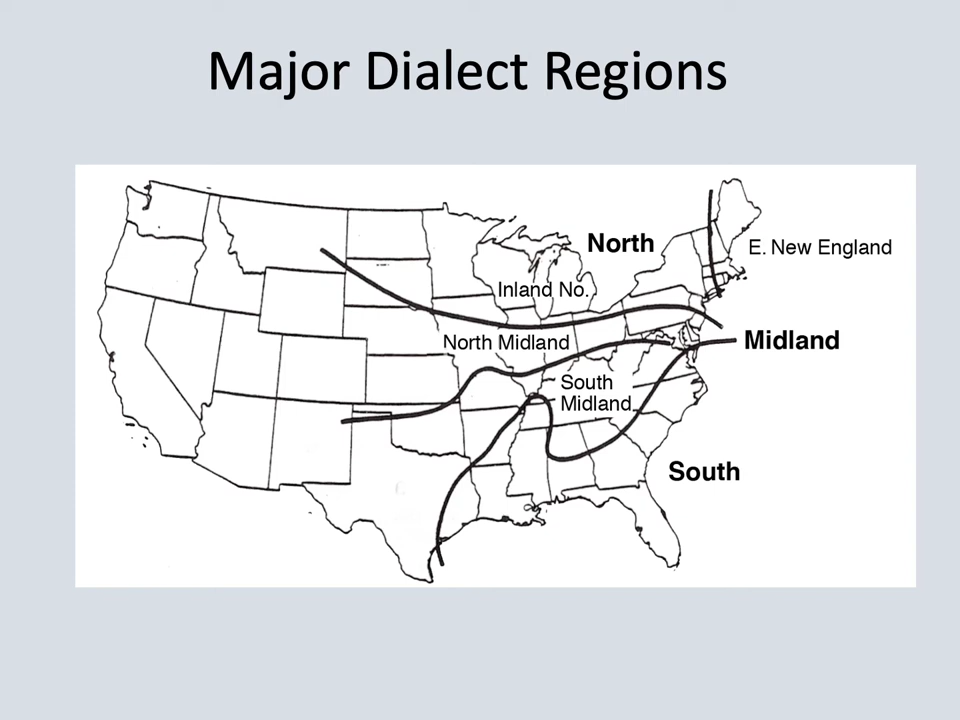 Major Dialect Regions
North
E. New England
Inland No.
North Midland
Midland
South
Midland
South